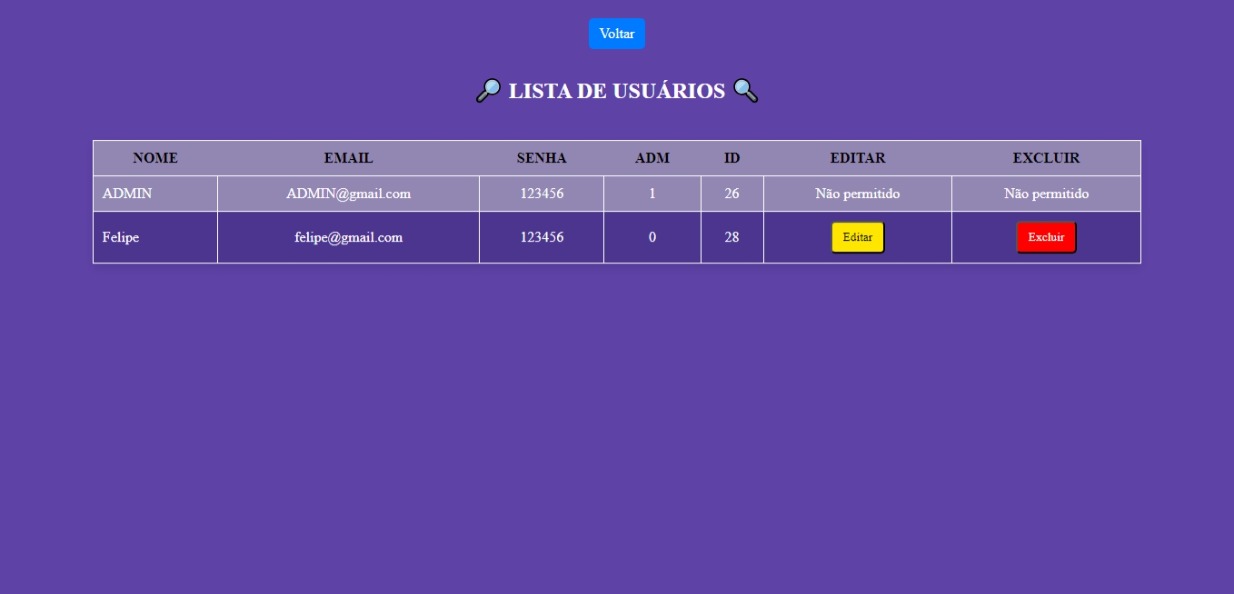 Voltar
🔎 LISTA DE USUÁRIOS 🔍
NOME EMAIL SENHA ADM ID EDITAR EXCLUIR
ADMIN ADMIN@gmail.com 123456 1 26 Não permitido Não permitido
Felipe felipe@gmail.com 123456 0 28 Editar Excluir